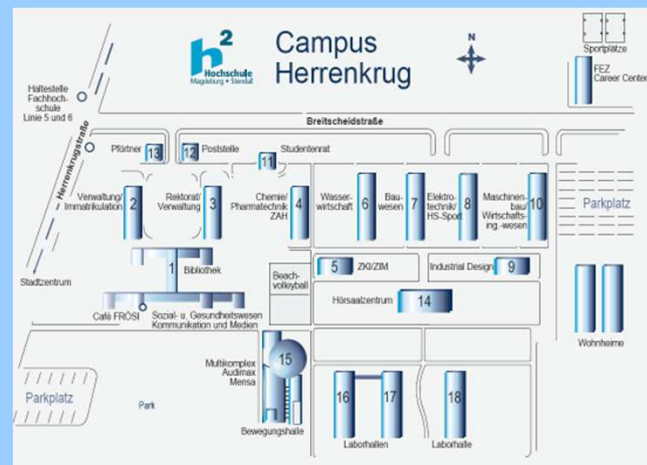 h2
Hochschule
Magdeburg • Stendal
Campus
Herrenkrug
N
Sportplätze
FEZ
Career Center
Haltestelle
Fachhoch-
schule
Linie 5 und 6
Herrenkrugstraße
Breitscheidstraße
Pförtner
13
12
Poststelle
Studentenrat
11
Verwaltung/
Immatrikulation
2
Rektorat/
Verwaltung
3
Chemie/
Pharmatechnik
ZAH
4
Wasser-
wirtschaft
6
Bau-
wesen
7
Elektro-
technik/
HS-Sport
8
Maschinen-
bau/
Wirtschafts-
ing.-wesen
10
Parkplatz
1
Bibliothek
Stadtzentrum
Café FRÖSI
Sozial- u. Gesundheitswesen
Kommunikation und Medien
Beach-
volleyball
5
ZKI/ZIM
Industrial Design
9
Hörsaalzentrum
14
Wohnheime
Multikomplex
Audimax
Mensa
15
Bewegungshalle
Parkplatz
Park
16
17
Laborhallen
18
Laborhalle